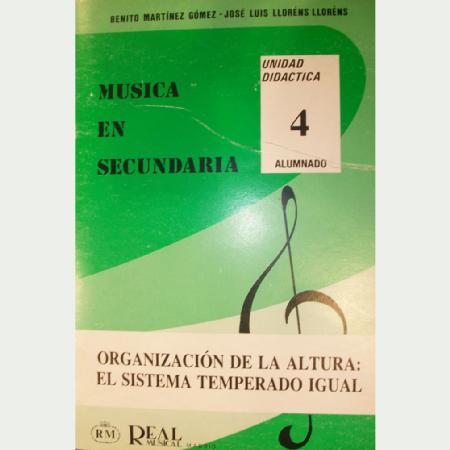 BENITO MARTÍNEZ GÓMEZ - JOSÉ LUIS LLORÉNS LLORÉNS
UNIDAD
DIDACTICA
4
ALUMNADO
MUSICA
EN
SECUNDARIA
ORGANIZACIÓN DE LA ALTURA:
EL SISTEMA TEMPERADO IGUAL
RM
REAL
MUSICAL MADRID